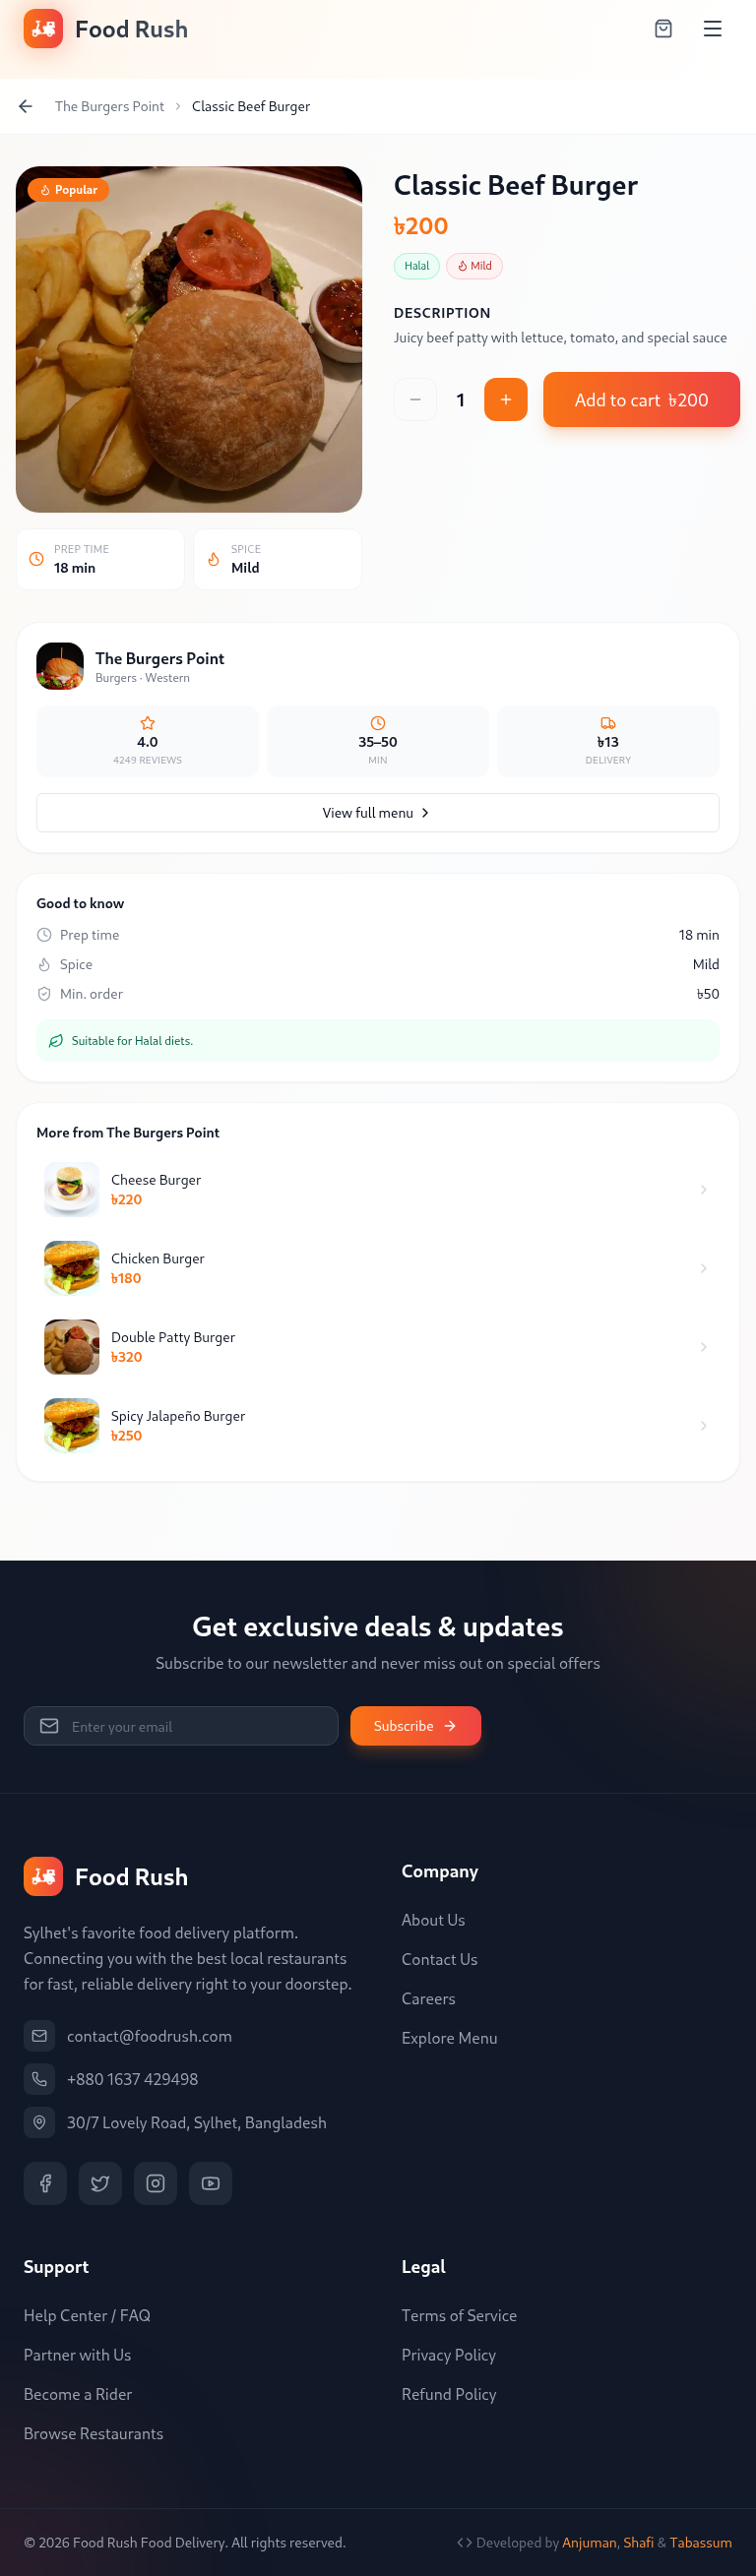 Food Rush
The Burgers Point
Classic Beef Burger
Popular
Classic Beef Burger
৳200
Halal
Mild
DESCRIPTION
Juicy beef patty with lettuce, tomato, and special sauce
1
Add to cart ৳200
PREP TIME
18 min
SPICE
Mild
The Burgers Point
Burgers · Western
4.0
4249 REVIEWS
35–50
MIN
৳13
DELIVERY
View full menu
Good to know
Prep time
18 min
Spice
Mild
Min. order
৳50
Suitable for Halal diets.
More from The Burgers Point
Cheese Burger
৳220
Chicken Burger
৳180
Double Patty Burger
৳320
Spicy Jalapeño Burger
৳250
Get exclusive deals & updates
Subscribe to our newsletter and never miss out on special offers
Enter your email
Subscribe
Food Rush
Sylhet's favorite food delivery platform.
Connecting you with the best local restaurants
for fast, reliable delivery right to your doorstep.
contact@foodrush.com
+880 1637 429498
30/7 Lovely Road, Sylhet, Bangladesh
Company
About Us
Contact Us
Careers
Explore Menu
Support
Help Center / FAQ
Partner with Us
Become a Rider
Browse Restaurants
Legal
Terms of Service
Privacy Policy
Refund Policy
© 2026 Food Rush Food Delivery. All rights reserved.
Developed by Anjuman, Shafi & Tabassum